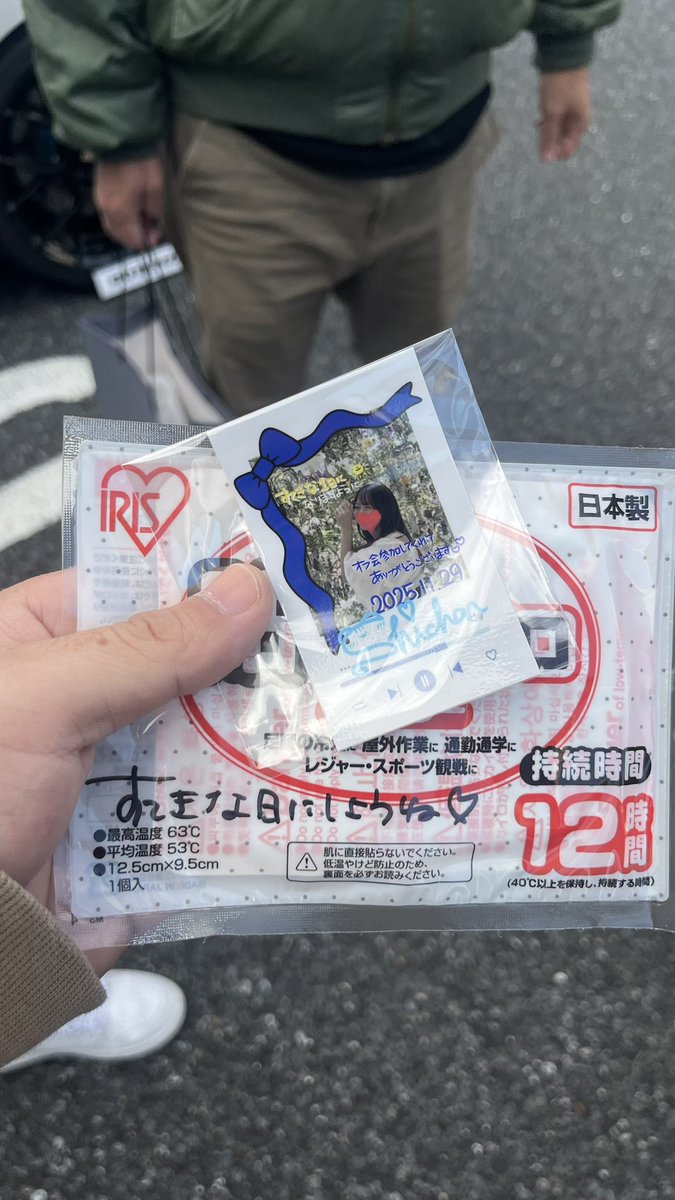 IRIS
日本製
オフ会参加してくれて
ありがとうございます♡
2025.11.29
屋外作業に 通勤通学に
レジャー・スポーツ観戦に
すてきな1日にしようね♡
持続時間
12時間
(40℃以上を保持し、持続する時間)
●最高温度 63℃
●平均温度 53℃
●12.5cm×9.5cm
1個入
肌に直接貼らないでください。
低温やけど防止のため、
裏面を必ずお読みください。